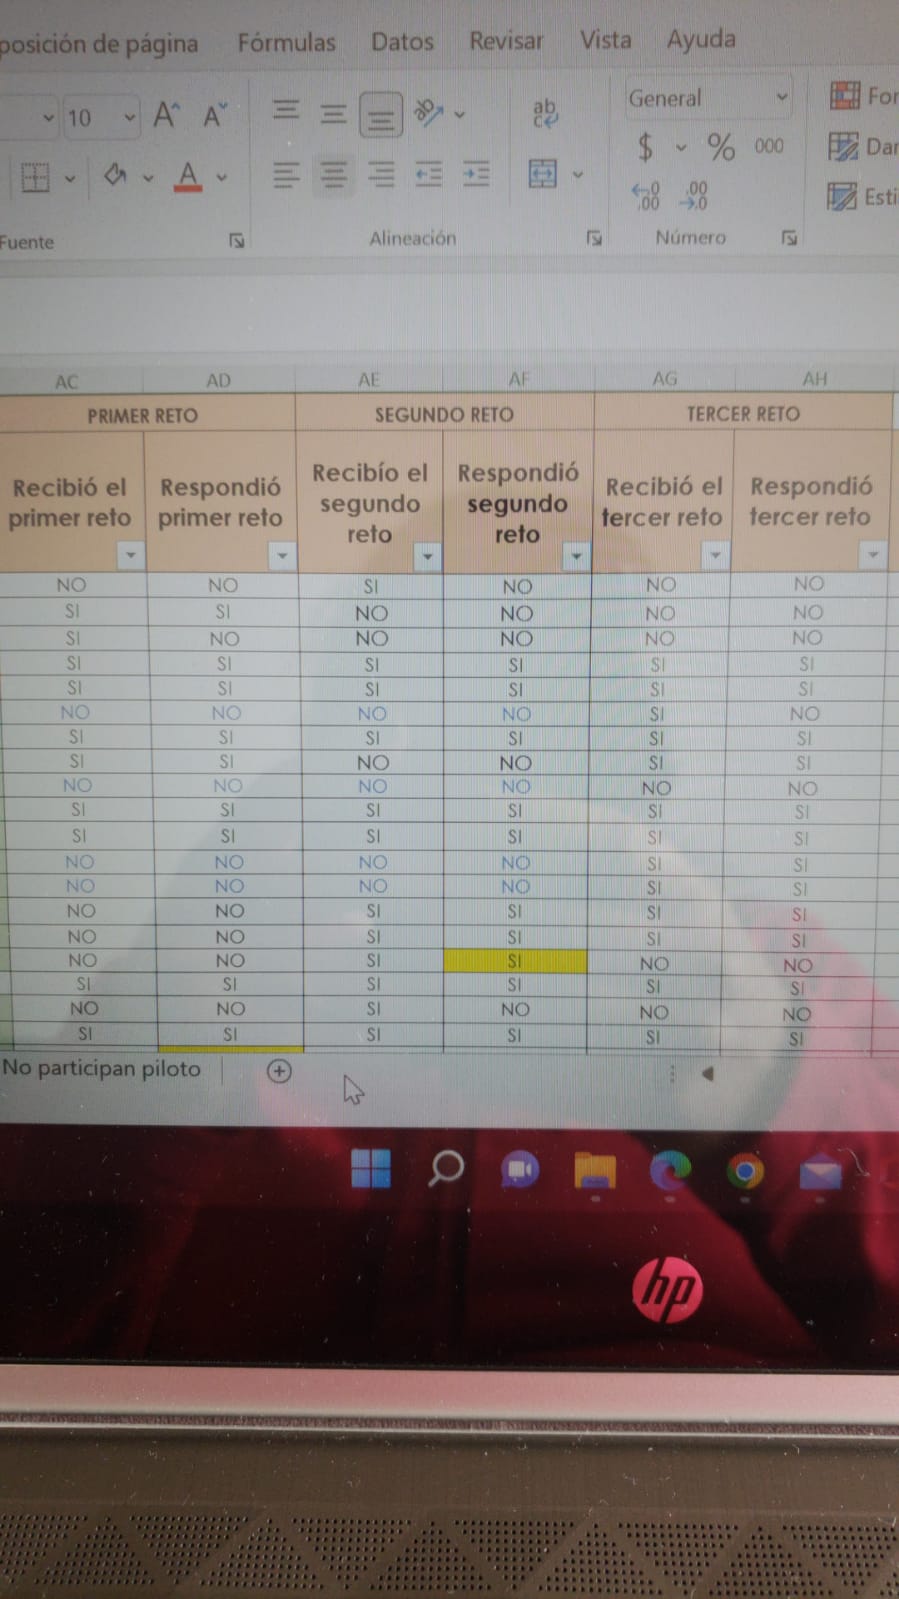 posición de página Fórmulas Datos Revisar Vista Ayuda
10 A A General For
ab $ % 000 Dar
A Esti
Fuente Alineación Número
AC AD AE AF AG AH
PRIMER RETO SEGUNDO RETO TERCER RETO
Recibió el primer reto Respondió primer reto Recibío el segundo reto Respondió segundo reto Recibió el tercer reto Respondió tercer reto
NO NO SI NO NO NO
SI SI NO NO NO NO
SI NO NO NO NO NO
SI SI SI SI SI SI
SI SI SI SI SI SI
NO NO NO NO SI NO
SI SI SI SI SI SI
SI SI NO NO SI SI
NO NO NO NO NO NO
SI SI SI SI SI SI
SI SI SI SI SI SI
NO NO NO NO SI SI
NO NO NO NO SI SI
NO NO SI SI SI SI
NO NO SI SI SI SI
NO NO SI SI NO NO
SI SI SI SI SI SI
NO NO SI NO NO NO
SI SI SI SI SI SI
No participan piloto
hp